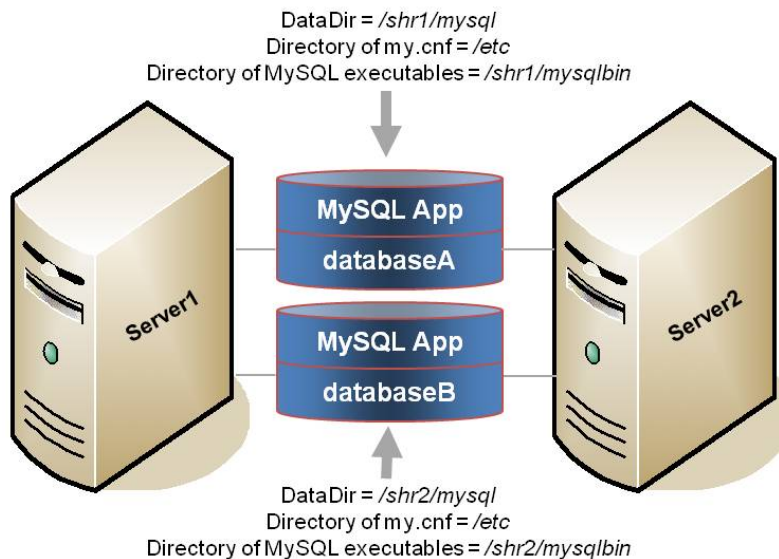 DataDir = /shr1/mysql
Directory of my.cnf = /etc
Directory of MySQL executables = /shr1/mysqlbin
Server1
MySQL App
databaseA
MySQL App
databaseB
Server2
DataDir = /shr2/mysql
Directory of my.cnf = /etc
Directory of MySQL executables = /shr2/mysqlbin